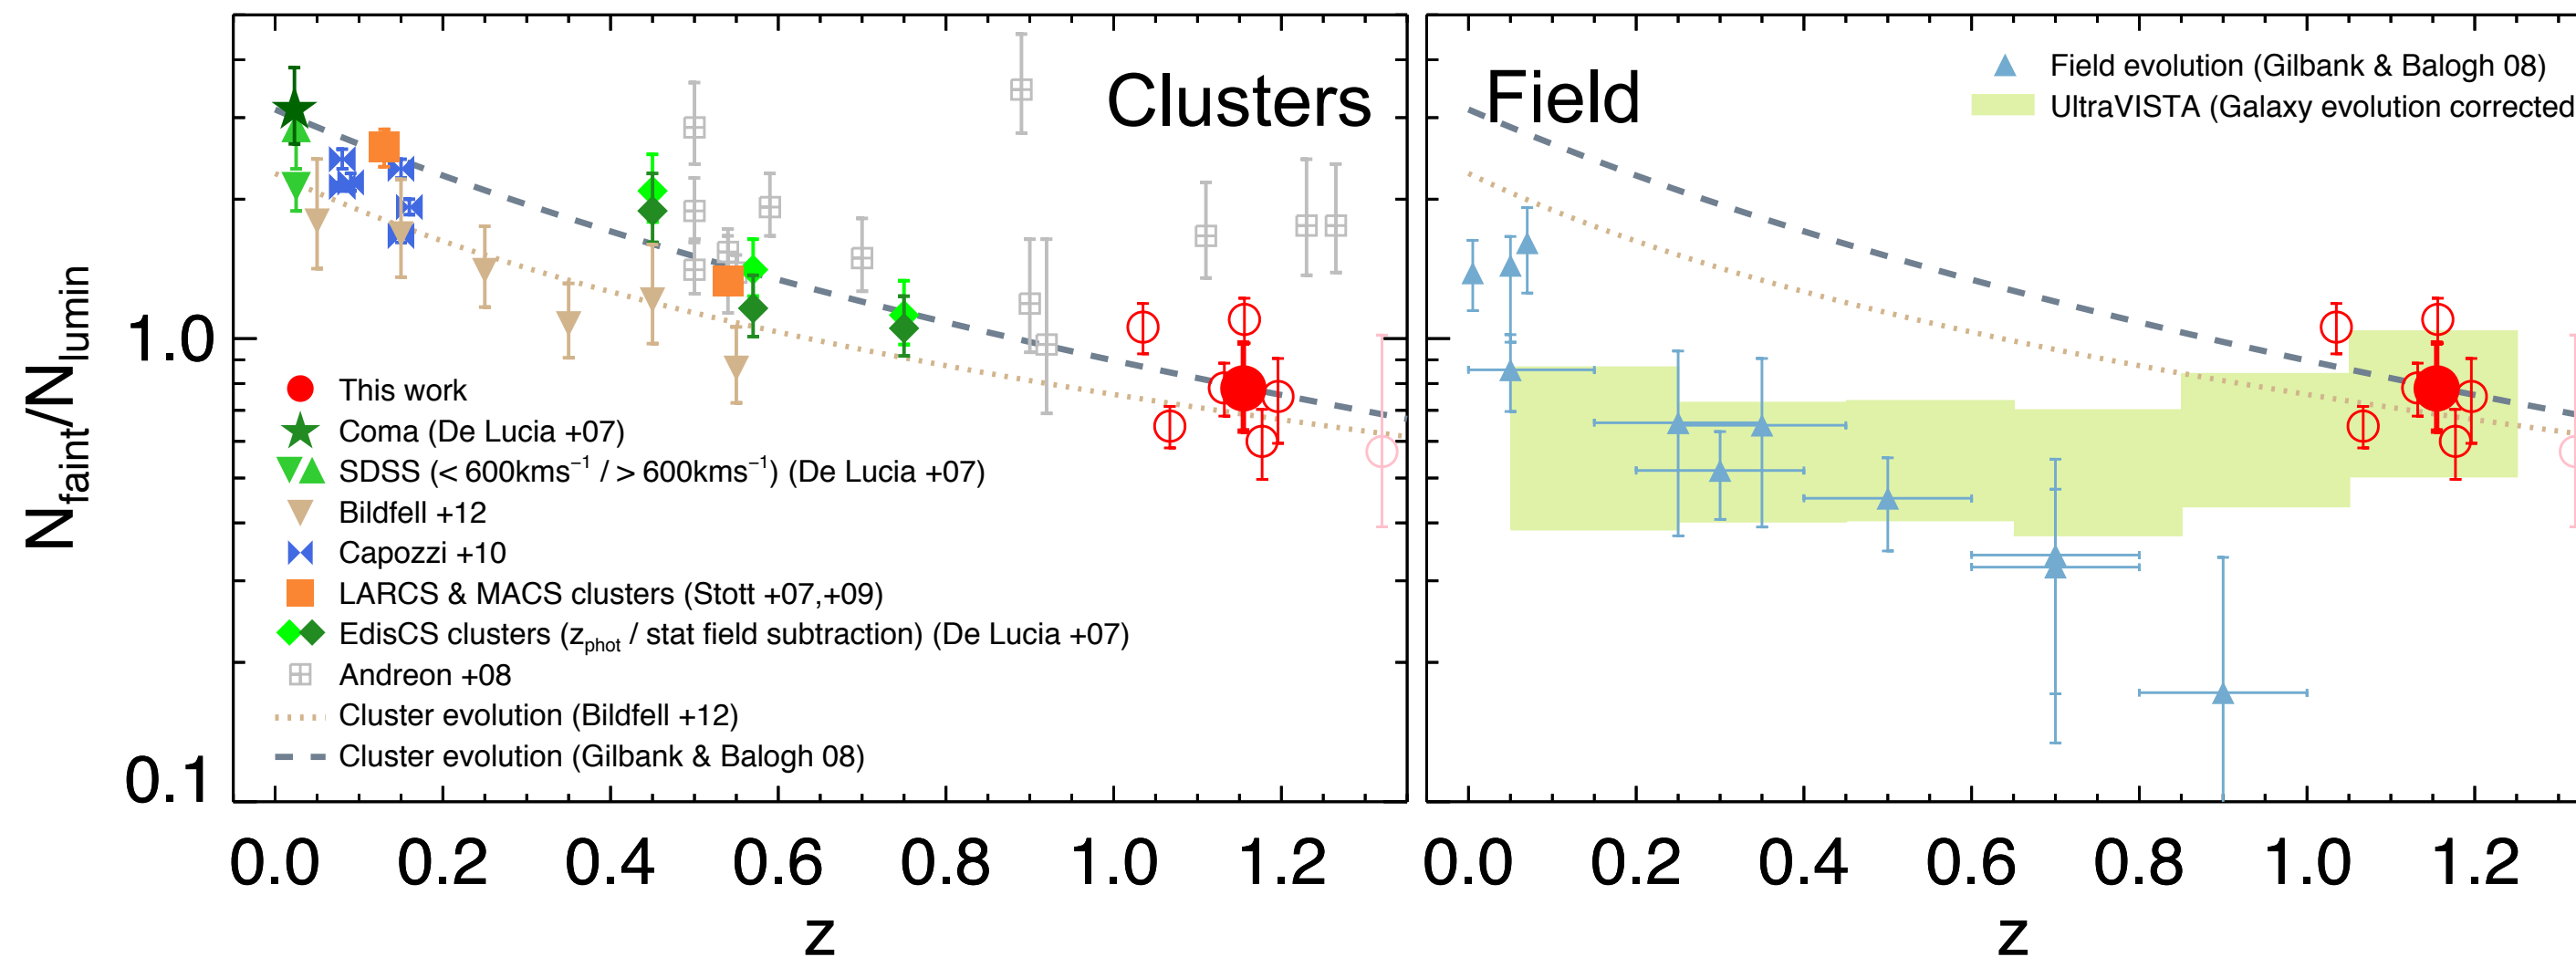 Clusters
Field
N_faint/N_lumin
1.0
0.1
This work
Coma (De Lucia +07)
SDSS (< 600kms⁻¹ / > 600kms⁻¹) (De Lucia +07)
Bildfell +12
Capozzi +10
LARCS & MACS clusters (Stott +07,+09)
EdisCS clusters (z_phot / stat field subtraction) (De Lucia +07)
Andreon +08
Cluster evolution (Bildfell +12)
Cluster evolution (Gilbank & Balogh 08)
Field evolution (Gilbank & Balogh 08)
UltraVISTA (Galaxy evolution corrected
0.0 0.2 0.4 0.6 0.8 1.0 1.2
0.0 0.2 0.4 0.6 0.8 1.0 1.2
z
z